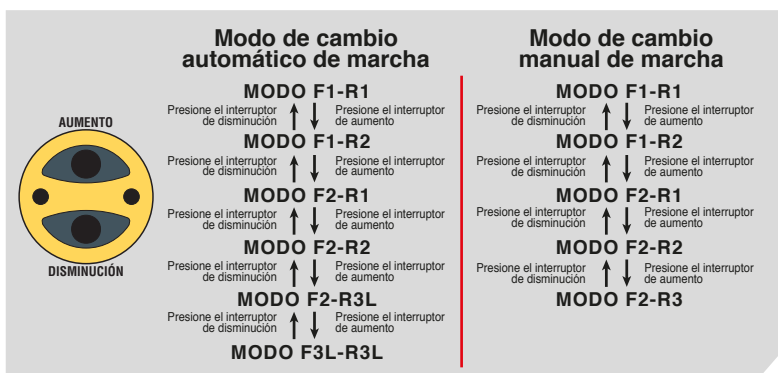 AUMENTO
DISMINUCIÓN
Modo de cambio
automático de marcha
MODO F1-R1
Presione el interruptor
de disminución
Presione el interruptor
de aumento
MODO F1-R2
Presione el interruptor
de disminución
Presione el interruptor
de aumento
MODO F2-R1
Presione el interruptor
de disminución
Presione el interruptor
de aumento
MODO F2-R2
Presione el interruptor
de disminución
Presione el interruptor
de aumento
MODO F2-R3L
Presione el interruptor
de disminución
Presione el interruptor
de aumento
MODO F3L-R3L
Modo de cambio
manual de marcha
MODO F1-R1
Presione el interruptor
de disminución
Presione el interruptor
de aumento
MODO F1-R2
Presione el interruptor
de disminución
Presione el interruptor
de aumento
MODO F2-R1
Presione el interruptor
de disminución
Presione el interruptor
de aumento
MODO F2-R2
Presione el interruptor
de disminución
Presione el interruptor
de aumento
MODO F2-R3